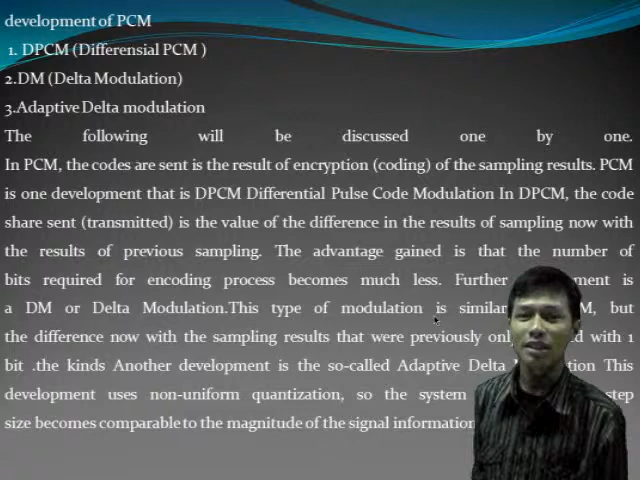 development of PCM
1. DPCM (Differensial PCM )
2.DM (Delta Modulation)
3.Adaptive Delta modulation
The following will be discussed one by one.
In PCM, the codes are sent is the result of encryption (coding) of the sampling results. PCM
is one development that is DPCM Differential Pulse Code Modulation In DPCM, the code
share sent (transmitted) is the value of the difference in the results of sampling now with
the results of previous sampling. The advantage gained is that the number of
bits required for encoding process becomes much less. Further is
a DM or Delta Modulation.This type of modulation is similar but
the difference now with the sampling results that were previously with 1
bit .the kinds Another development is the so-called Adaptive Delta This
development uses non-uniform quantization, so the system step
size becomes comparable to the magnitude of the signal information